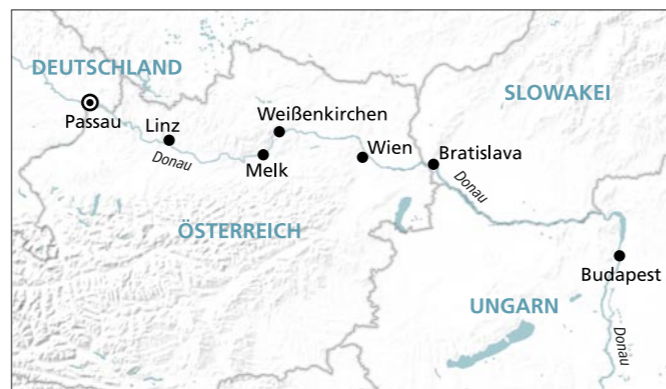 DEUTSCHLAND
SLOWAKEI
Passau
Linz
Weißenkirchen
Donau
Melk
Wien
Bratislava
Donau
ÖSTERREICH
Budapest
UNGARN
Donau